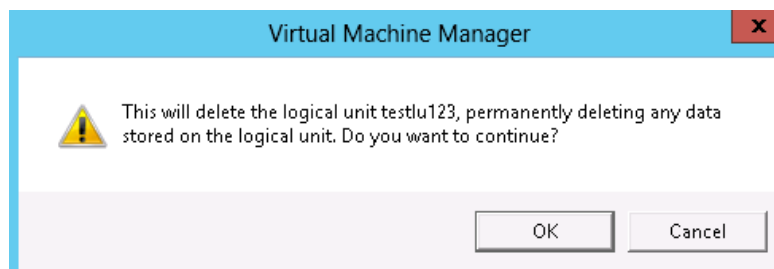 Virtual Machine Manager
x
This will delete the logical unit testlu123, permanently deleting any data
stored on the logical unit. Do you want to continue?
OK
Cancel